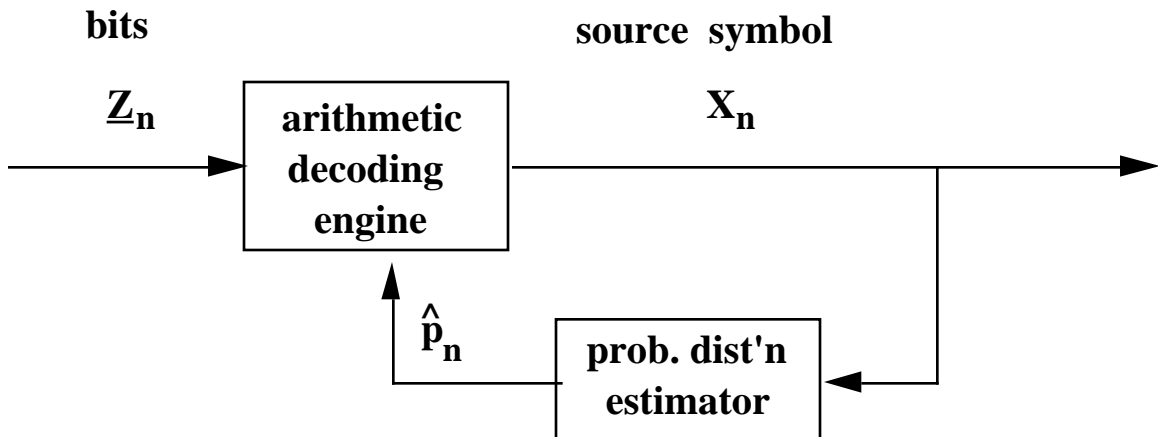 bits
source symbol
Z_n
X_n
arithmetic
decoding
engine
p̂_n
prob. dist'n
estimator